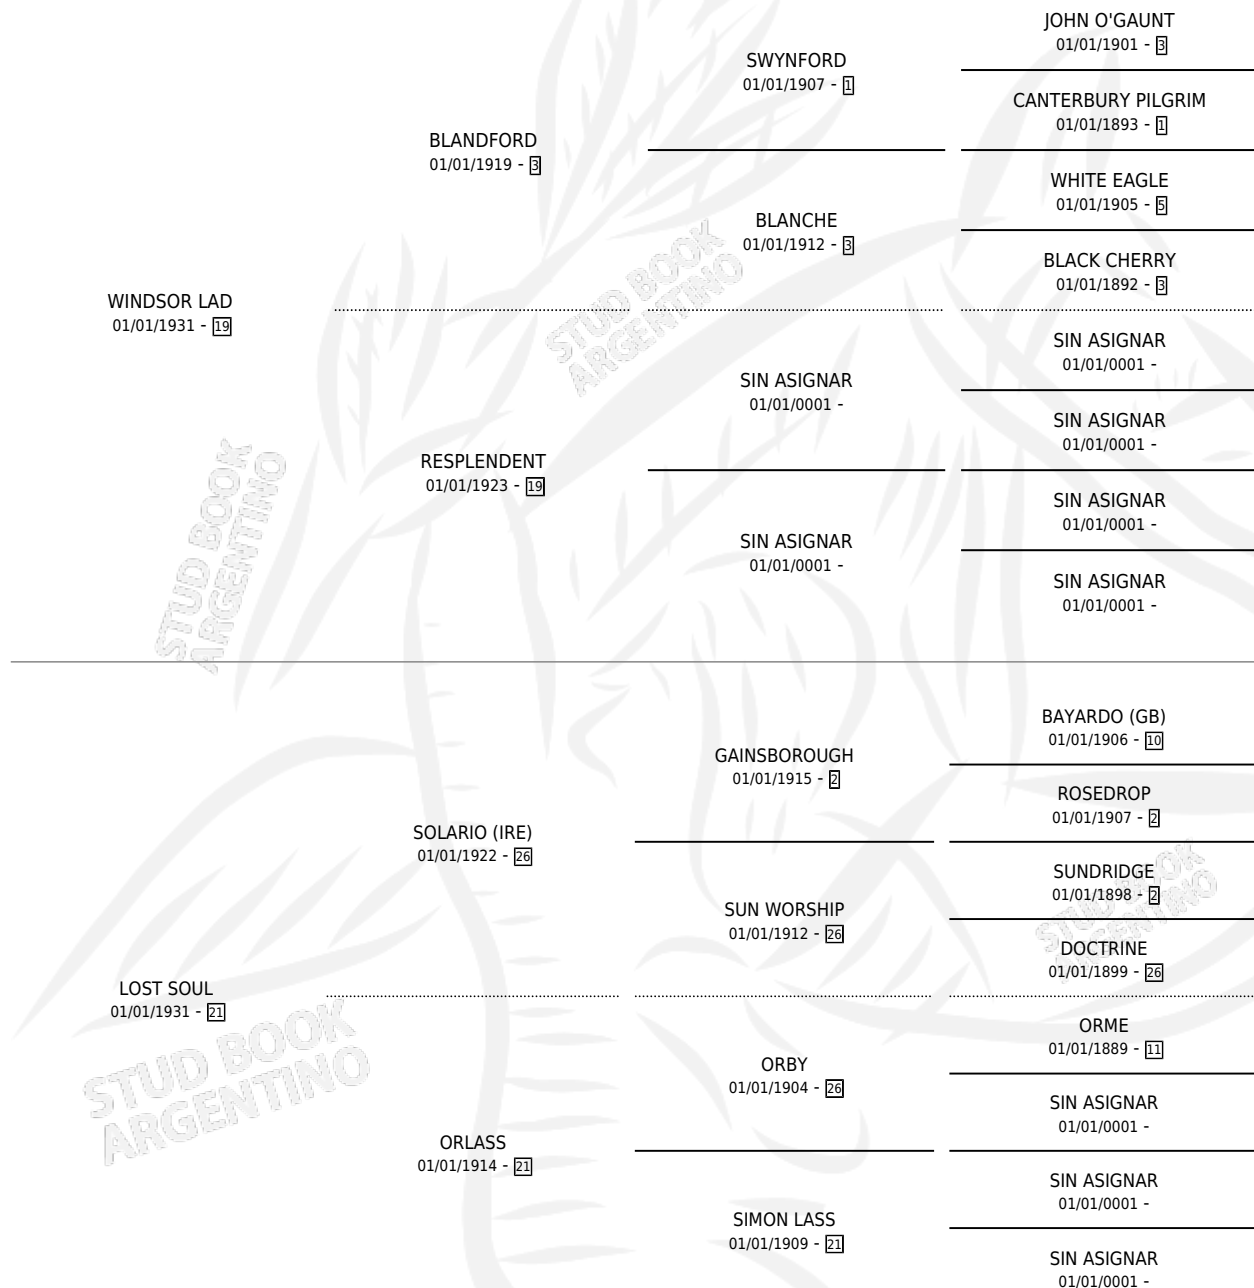 JOHN O'GAUNT
01/01/1901 - 3
SWYNFORD
01/01/1907 - 1
CANTERBURY PILGRIM
01/01/1893 - 1
BLANDFORD
01/01/1919 - 3
WHITE EAGLE
01/01/1905 - 5
BLANCHE
01/01/1912 - 3
BLACK CHERRY
01/01/1892 - 3
WINDSOR LAD
01/01/1931 - 19
STUD BOOK
ARGENTINO
SIN ASIGNAR
01/01/0001 -
SIN ASIGNAR
01/01/0001 -
SIN ASIGNAR
01/01/0001 -
RESPLENDENT
01/01/1923 - 19
SIN ASIGNAR
01/01/0001 -
SIN ASIGNAR
01/01/0001 -
SIN ASIGNAR
01/01/0001 -
STUD BOOK
ARGENTINO
BAYARDO (GB)
01/01/1906 - 10
GAINSBOROUGH
01/01/1915 - 2
ROSEDROP
01/01/1907 - 2
SOLARIO (IRE)
01/01/1922 - 26
SUNDRIDGE
01/01/1898 - 2
STUD BOOK
ARGENTINO
SUN WORSHIP
01/01/1912 - 26
DOCTRINE
01/01/1899 - 26
LOST SOUL
01/01/1931 - 21
STUD BOOK
ARGENTINO
ORME
01/01/1889 - 11
ORBY
01/01/1904 - 26
SIN ASIGNAR
01/01/0001 -
ORLASS
01/01/1914 - 21
SIN ASIGNAR
01/01/0001 -
SIMON LASS
01/01/1909 - 21
SIN ASIGNAR
01/01/0001 -